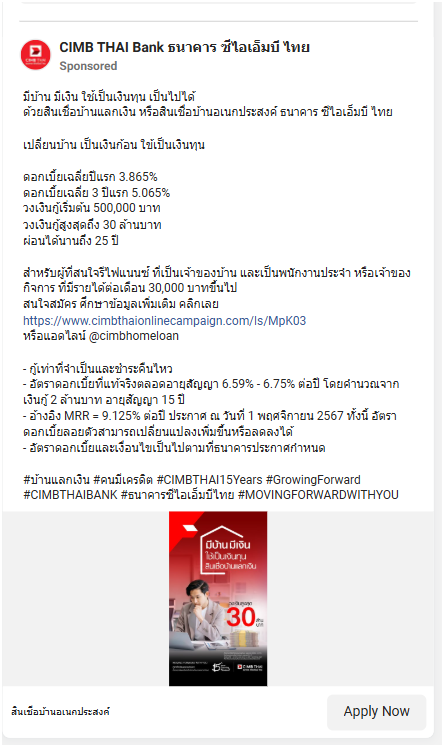 CIMB THAI Bank ธนาคาร ซีไอเอ็มบี ไทย
Sponsored
มีบ้าน มีเงิน ใช้เป็นเงินทุน เป็นไปได้
ด้วยสินเชื่อบ้านแลกเงิน หรือสินเชื่อบ้านอเนกประสงค์ ธนาคาร ซีไอเอ็มบี ไทย
เปลี่ยนบ้าน เป็นเงินก้อน ใช้เป็นเงินทุน
ดอกเบี้ยเฉลี่ยปีแรก 3.865%
ดอกเบี้ยเฉลี่ย 3 ปีแรก 5.065%
วงเงินกู้เริ่มต้น 500,000 บาท
วงเงินกู้สูงสุดถึง 30 ล้านบาท
ผ่อนได้นานถึง 25 ปี
สำหรับผู้ที่สนใจรีไฟแนนซ์ ที่เป็นเจ้าของบ้าน และเป็นพนักงานประจำ หรือเจ้าของ
กิจการ ที่มีรายได้ต่อเดือน 30,000 บาทขึ้นไป
สนใจสมัคร ศึกษาข้อมูลเพิ่มเติม คลิกเลย
https://www.cimbthaionlinecampaign.com/ls/MpK03
หรือแอดไลน์ @cimbhomeloan
- กู้เท่าที่จำเป็นและชำระคืนไหว
- อัตราดอกเบี้ยที่แท้จริงตลอดอายุสัญญา 6.59% - 6.75% ต่อปี โดยคำนวณจาก
เงินกู้ 2 ล้านบาท อายุสัญญา 15 ปี
- อ้างอิง MRR = 9.125% ต่อปี ประกาศ ณ วันที่ 1 พฤศจิกายน 2567 ทั้งนี้ อัตรา
ดอกเบี้ยลอยตัวสามารถเปลี่ยนแปลงเพิ่มขึ้นหรือลดลงได้
- อัตราดอกเบี้ยและเงื่อนไขเป็นไปตามที่ธนาคารประกาศกำหนด
#บ้านแลกเงิน #คนมีเครดิต #CIMBTHAI15Years #GrowingForward
#CIMBTHAIBANK #ธนาคารซีไอเอ็มบีไทย #MOVINGFORWARDWITHYOU
มีบ้าน มีเงิน
ใช้เป็นเงินทุน
สินเชื่อบ้านแลกเงิน
วงเงินสูงสุด
30 ล้านบาท
CIMB THAI
สินเชื่อบ้านอเนกประสงค์
Apply Now